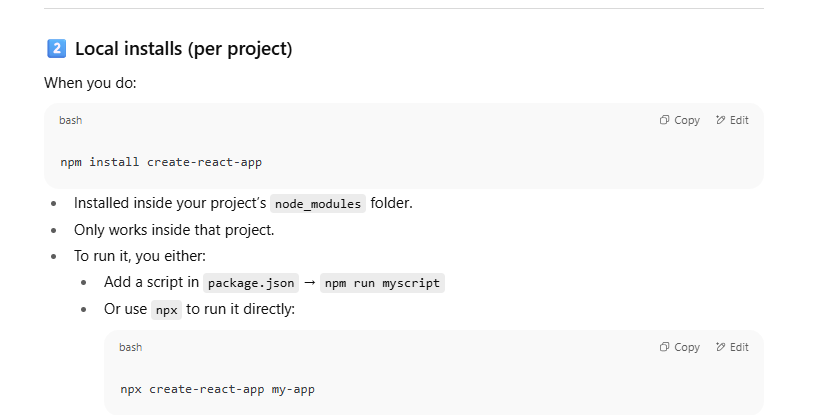 2 Local installs (per project)
When you do:
bash
Copy Edit
npm install create-react-app
Installed inside your project’s node_modules folder.
Only works inside that project.
To run it, you either:
Add a script in package.json → npm run myscript
Or use npx to run it directly:
bash
Copy Edit
npx create-react-app my-app